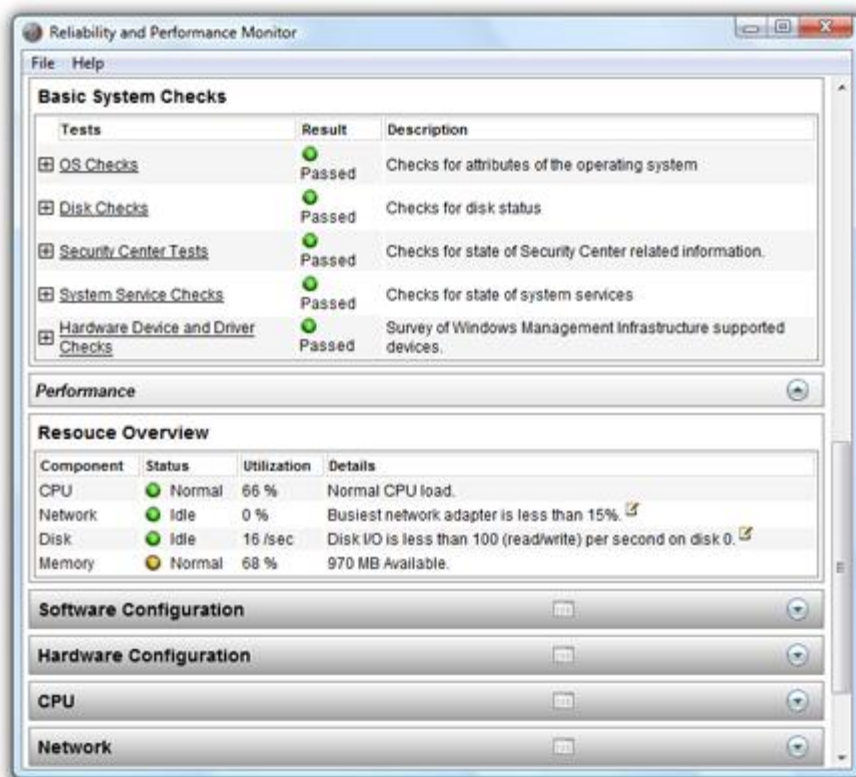 Reliability and Performance Monitor
File Help
Basic System Checks
Tests Result Description
OS Checks Passed Checks for attributes of the operating system
Disk Checks Passed Checks for disk status
Security Center Tests Passed Checks for state of Security Center related information.
System Service Checks Passed Checks for state of system services
Hardware Device and Driver Checks Passed Survey of Windows Management Infrastructure supported devices.
Performance
Resouce Overview
Component Status Utilization Details
CPU Normal 66 % Normal CPU load.
Network Idle 0 % Busiest network adapter is less than 15%.
Disk Idle 16 /sec Disk I/O is less than 100 (read/write) per second on disk 0.
Memory Normal 68 % 970 MB Available.
Software Configuration
Hardware Configuration
CPU
Network